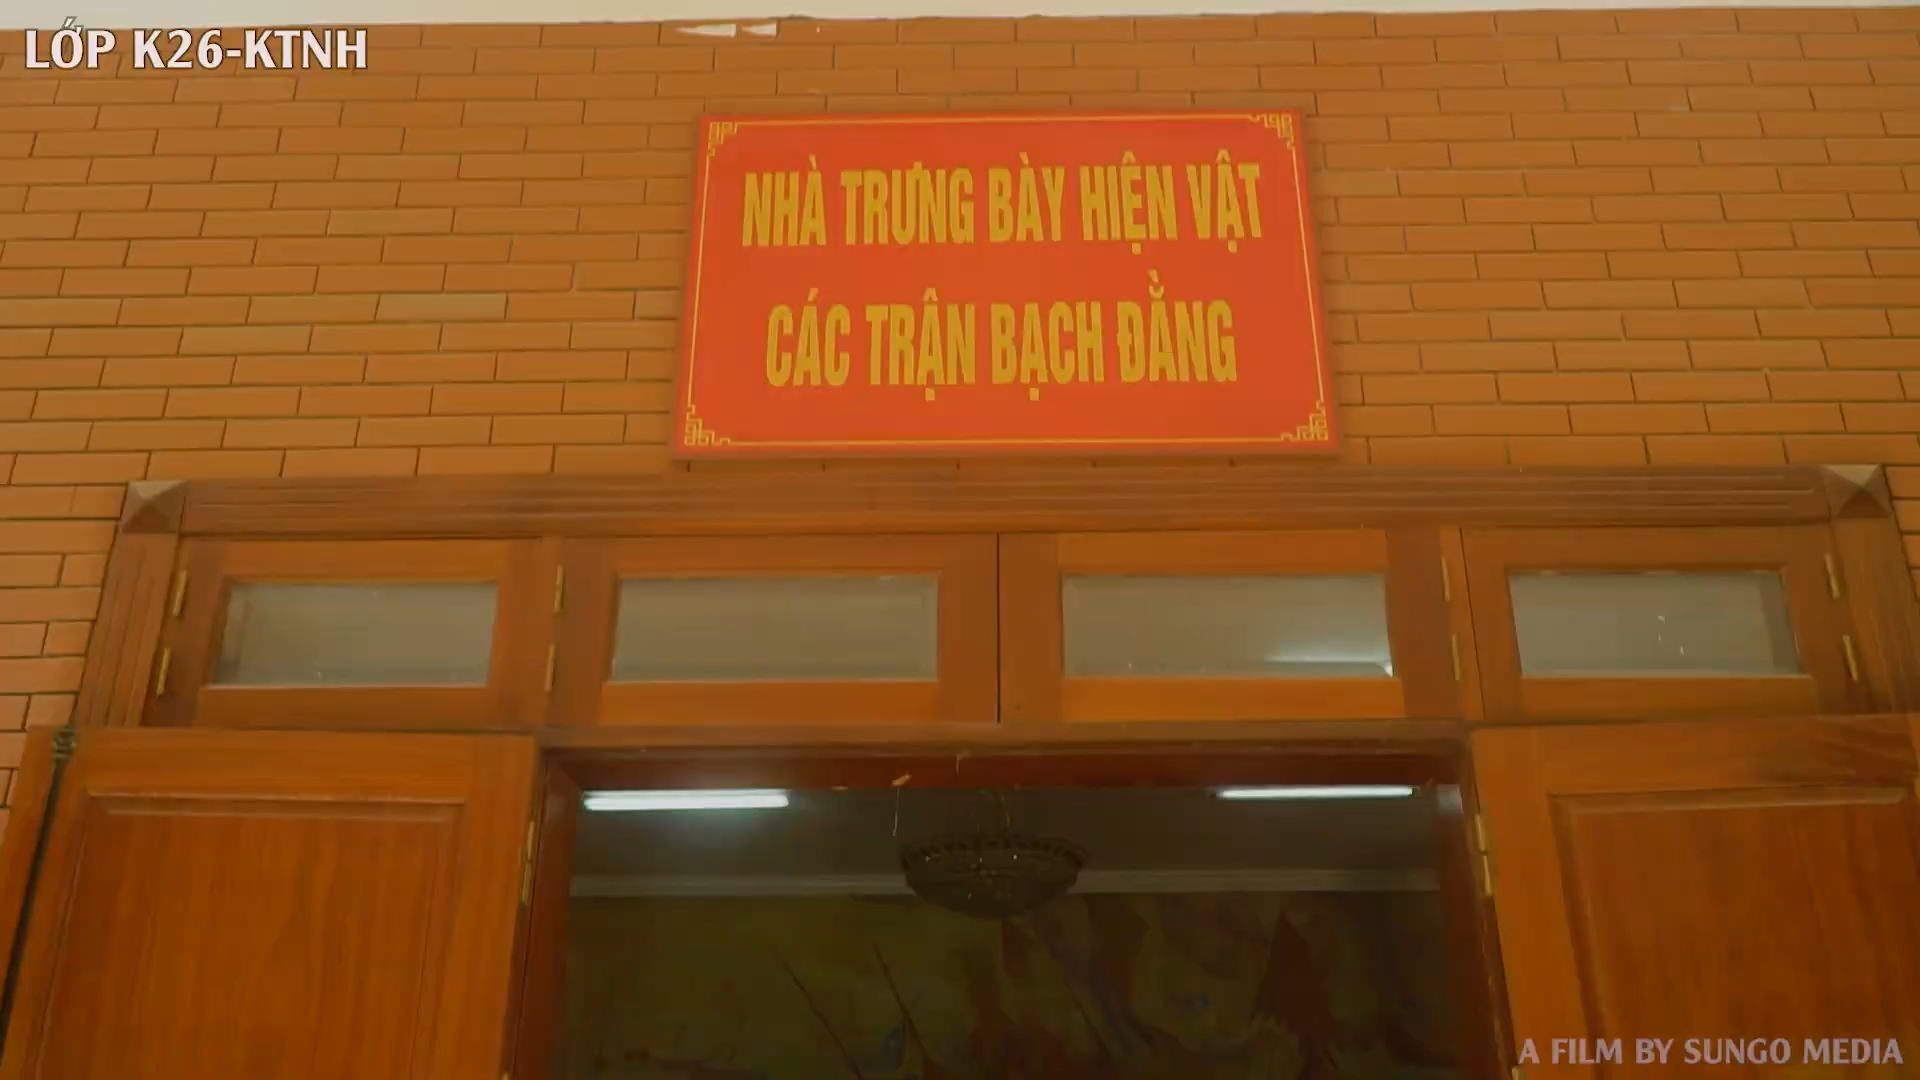 LỚP K26-KTNH
NHÀ TRƯNG BÀY HIỆN VẬT
CÁC TRẬN BẠCH ĐẰNG
A FILM BY SUNGO MEDIA